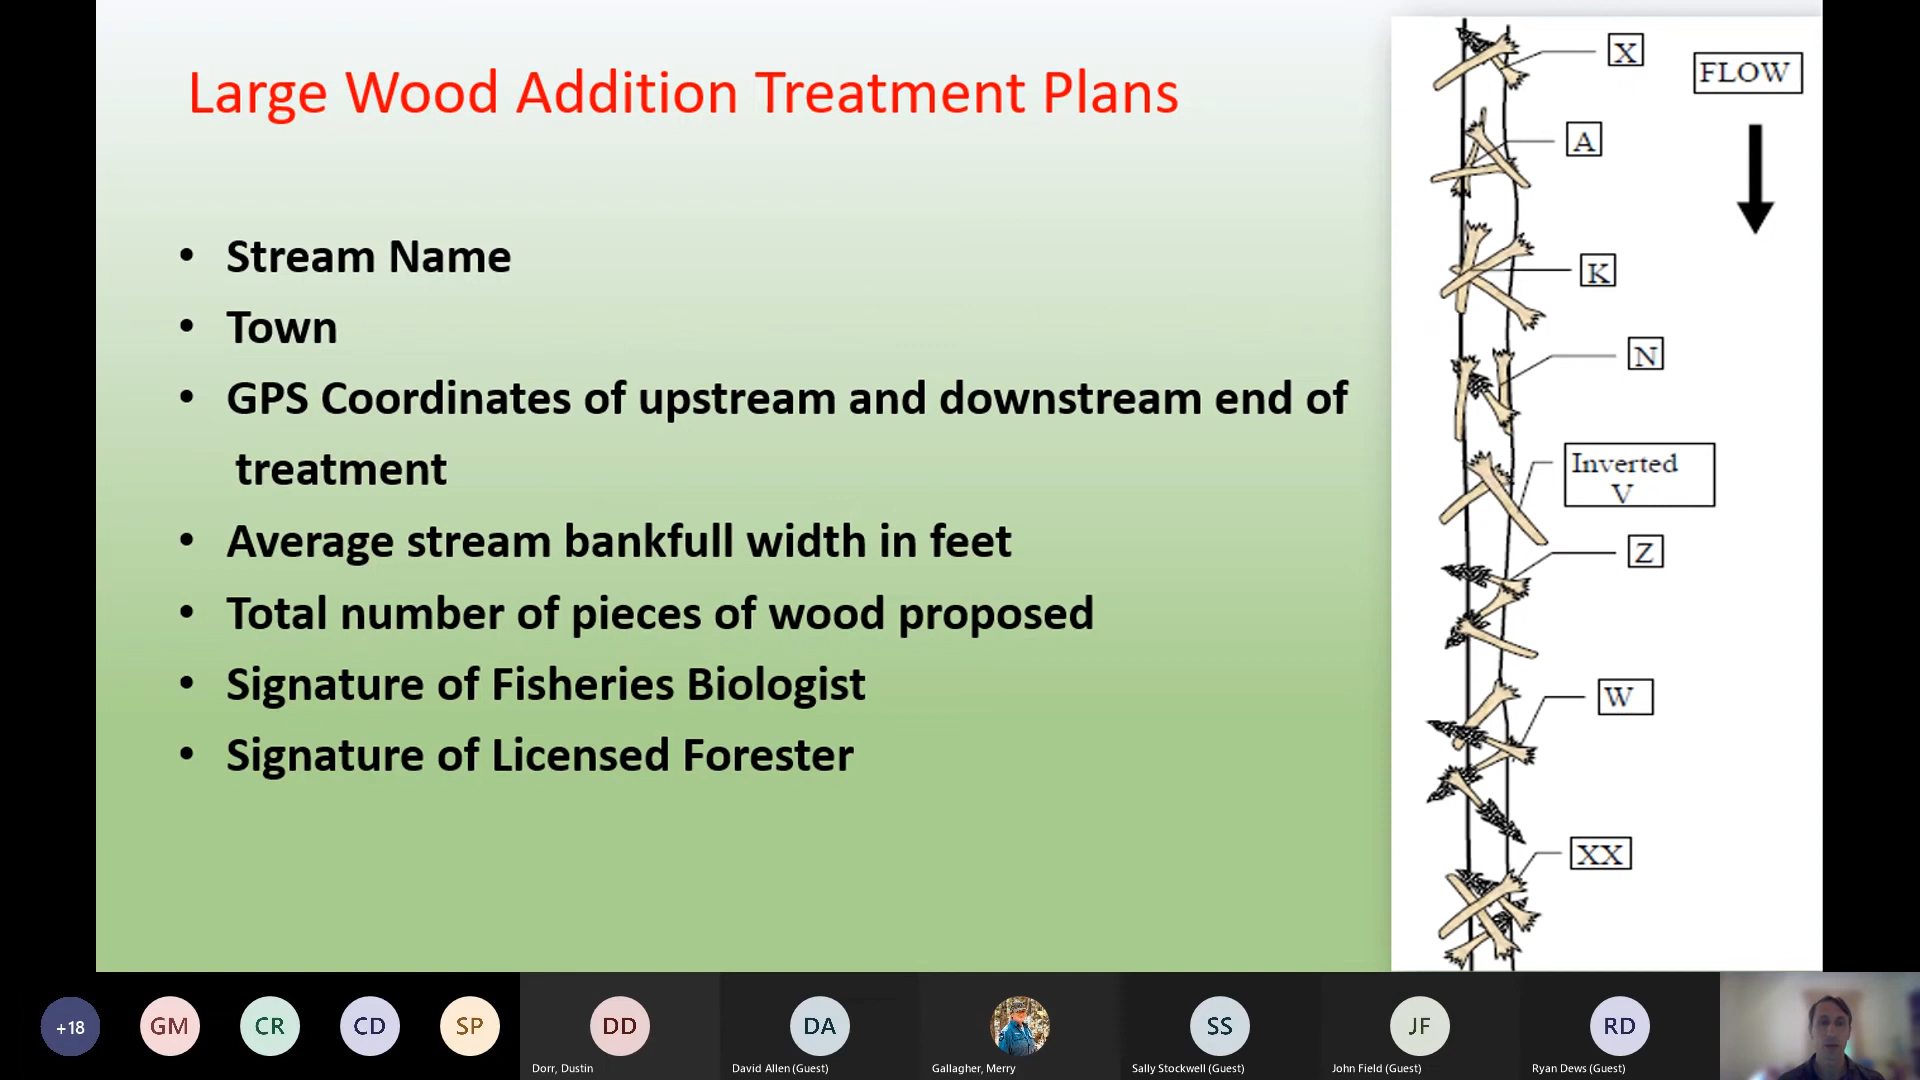 Large Wood Addition Treatment Plans
• Stream Name
• Town
• GPS Coordinates of upstream and downstream end of
treatment
• Average stream bankfull width in feet
• Total number of pieces of wood proposed
• Signature of Fisheries Biologist
• Signature of Licensed Forester
X
FLOW
A
K
N
Inverted
V
Z
W
XX
+18
GM
CR
CD
SP
DD
DA
SS
JF
RD
Dorr, Dustin
David Allen (Guest)
Gallagher, Merry
Sally Stockwell (Guest)
John Field (Guest)
Ryan Dews (Guest)